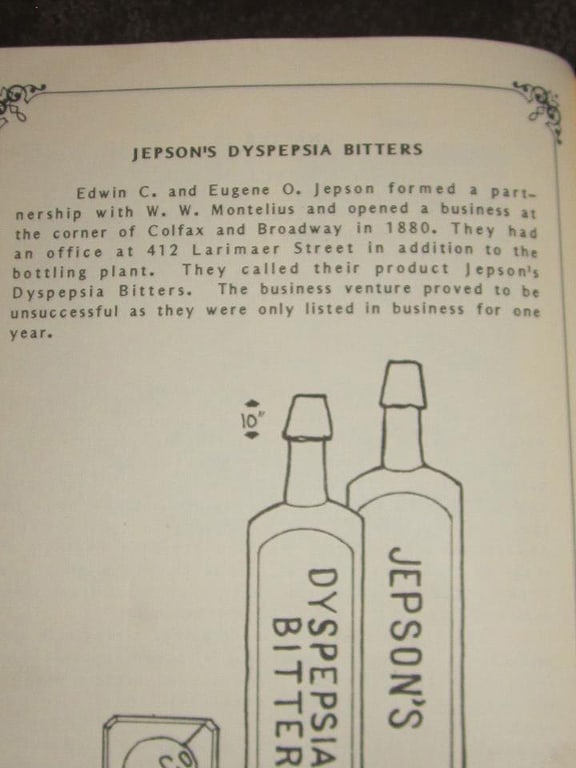 JEPSON'S DYSPEPSIA BITTERS
Edwin C. and Eugene O. Jepson formed a part-
nership with W. W. Montelius and opened a business at
the corner of Colfax and Broadway in 1880. They had
an office at 412 Larimaer Street in addition to the
bottling plant. They called their product Jepson's
Dyspepsia Bitters. The business venture proved to be
unsuccessful as they were only listed in business for one
year.
10"
JEPSON'S
DYSPEPSIA
BITTER